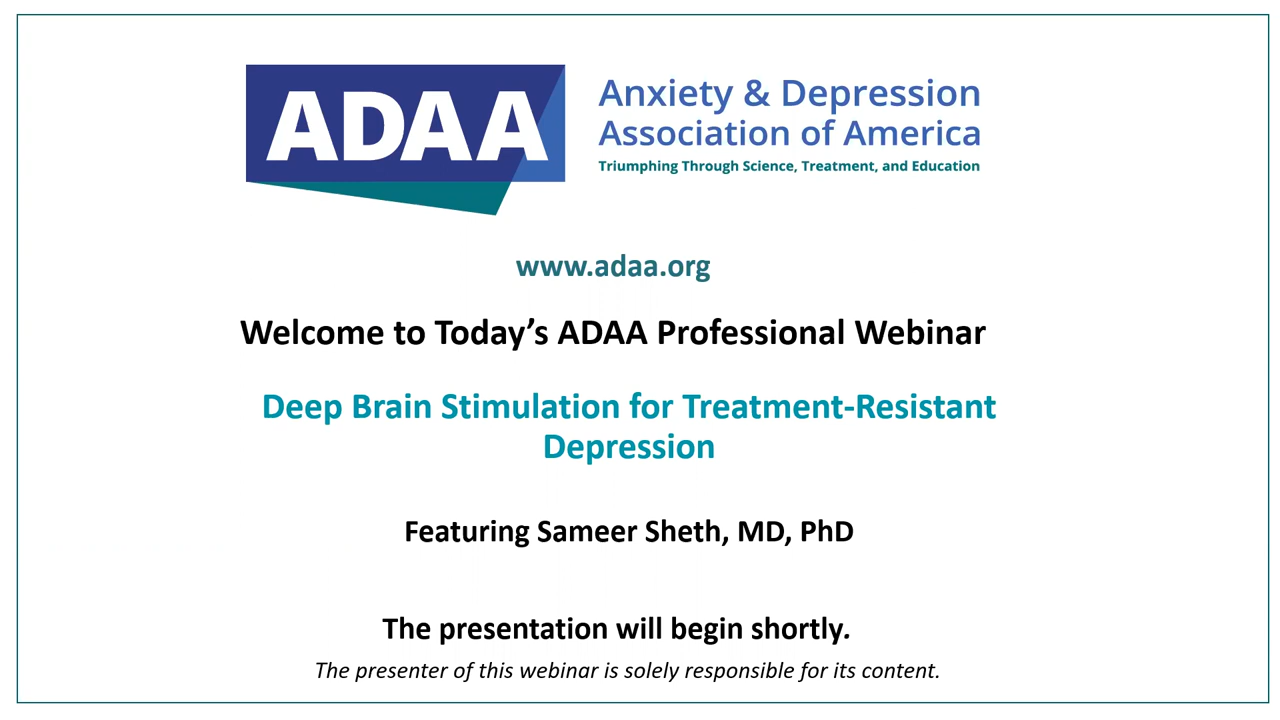 ADAA
Anxiety & Depression
Association of America
Triumphing Through Science, Treatment, and Education
www.adaa.org
Welcome to Today’s ADAA Professional Webinar
Deep Brain Stimulation for Treatment-Resistant
Depression
Featuring Sameer Sheth, MD, PhD
The presentation will begin shortly.
The presenter of this webinar is solely responsible for its content.